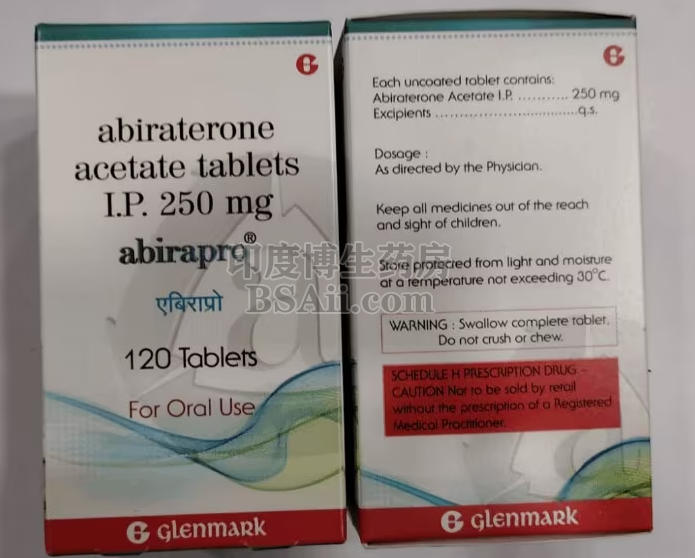 abiraterone
acetate tablets
I.P. 250 mg
abirapro®
एबिराप्रो
120 Tablets
For Oral Use
glenmark
Each uncoated tablet contains:
Abiraterone Acetate I.P. ........... 250 mg
Excipients ..............................q.s.
Dosage :
As directed by the Physician.
Keep all medicines out of the reach
and sight of children.
Store protected from light and moisture
at a temperature not exceeding 30°C.
WARNING : Swallow complete tablet.
Do not crush or chew.
SCHEDULE H PRESCRIPTION DRUG -
CAUTION Not to be sold by retail
without the prescription of a Registered
Medical Practitioner.
glenmark
印度博生药房
BSAii.com